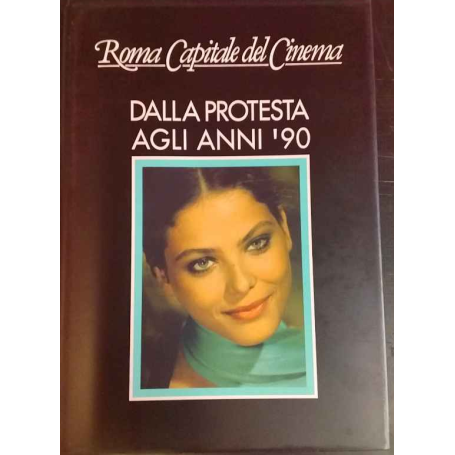 Roma Capitale del Cinema
DALLA PROTESTA
AGLI ANNI '90